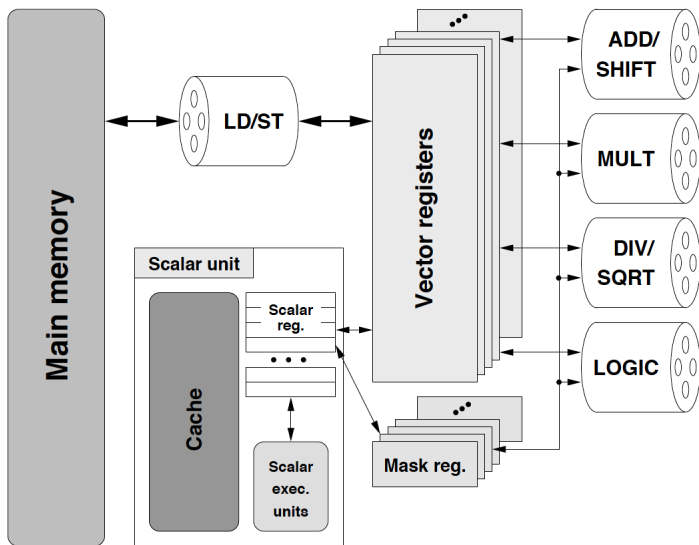 Main memory
LD/ST
Vector registers
ADD/
SHIFT
MULT
DIV/
SQRT
LOGIC
Scalar unit
Cache
Scalar
reg.
Scalar
exec.
units
Mask reg.